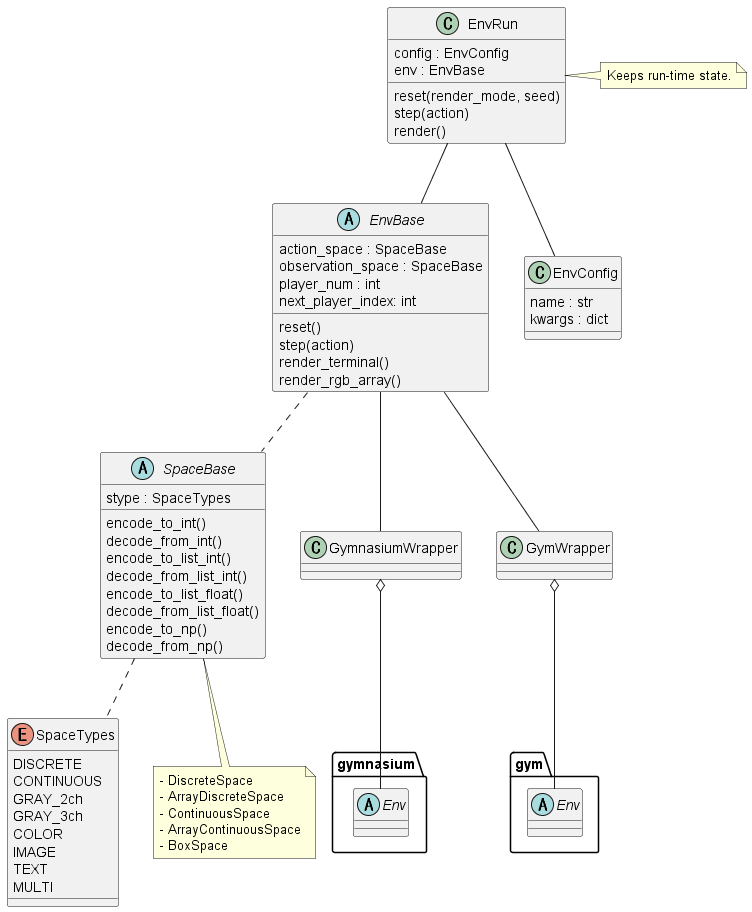 C EnvRun
config : EnvConfig
env : EnvBase
reset(render_mode, seed)
step(action)
render()
Keeps run-time state.
A EnvBase
action_space : SpaceBase
observation_space : SpaceBase
player_num : int
next_player_index: int
reset()
step(action)
render_terminal()
render_rgb_array()
C EnvConfig
name : str
kwargs : dict
A SpaceBase
stype : SpaceTypes
encode_to_int()
decode_from_int()
encode_to_list_int()
decode_from_list_int()
encode_to_list_float()
decode_from_list_float()
encode_to_np()
decode_from_np()
C GymnasiumWrapper
C GymWrapper
E SpaceTypes
DISCRETE
CONTINUOUS
GRAY_2ch
GRAY_3ch
COLOR
IMAGE
TEXT
MULTI
- DiscreteSpace
- ArrayDiscreteSpace
- ContinuousSpace
- ArrayContinuousSpace
- BoxSpace
gymnasium
A Env
gym
A Env